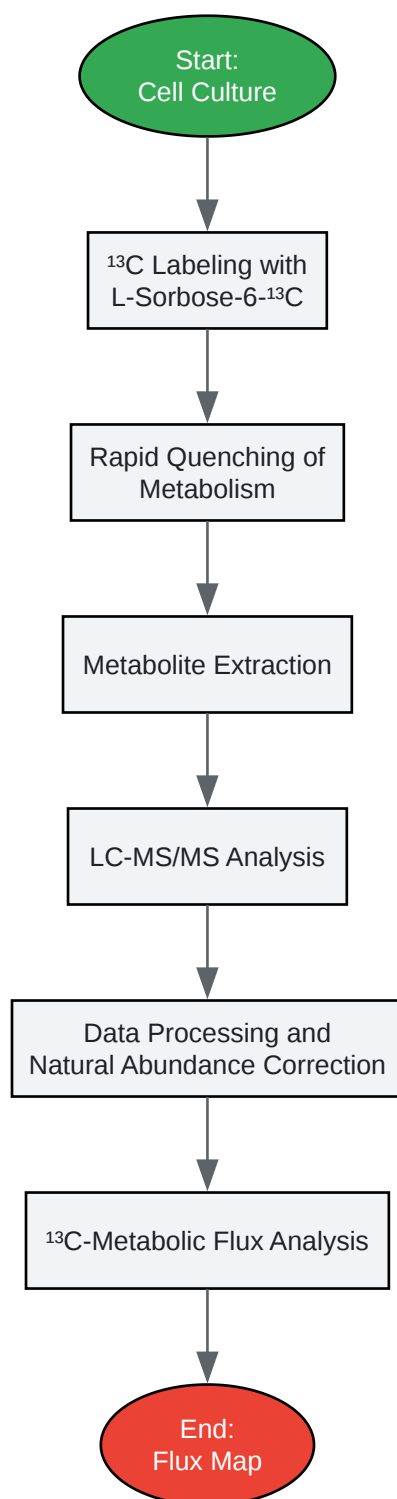 Start:
Cell Culture
¹³C Labeling with
L-Sorbose-6-¹³C
Rapid Quenching of
Metabolism
Metabolite Extraction
LC-MS/MS Analysis
Data Processing and
Natural Abundance Correction
¹³C-Metabolic Flux Analysis
End:
Flux Map